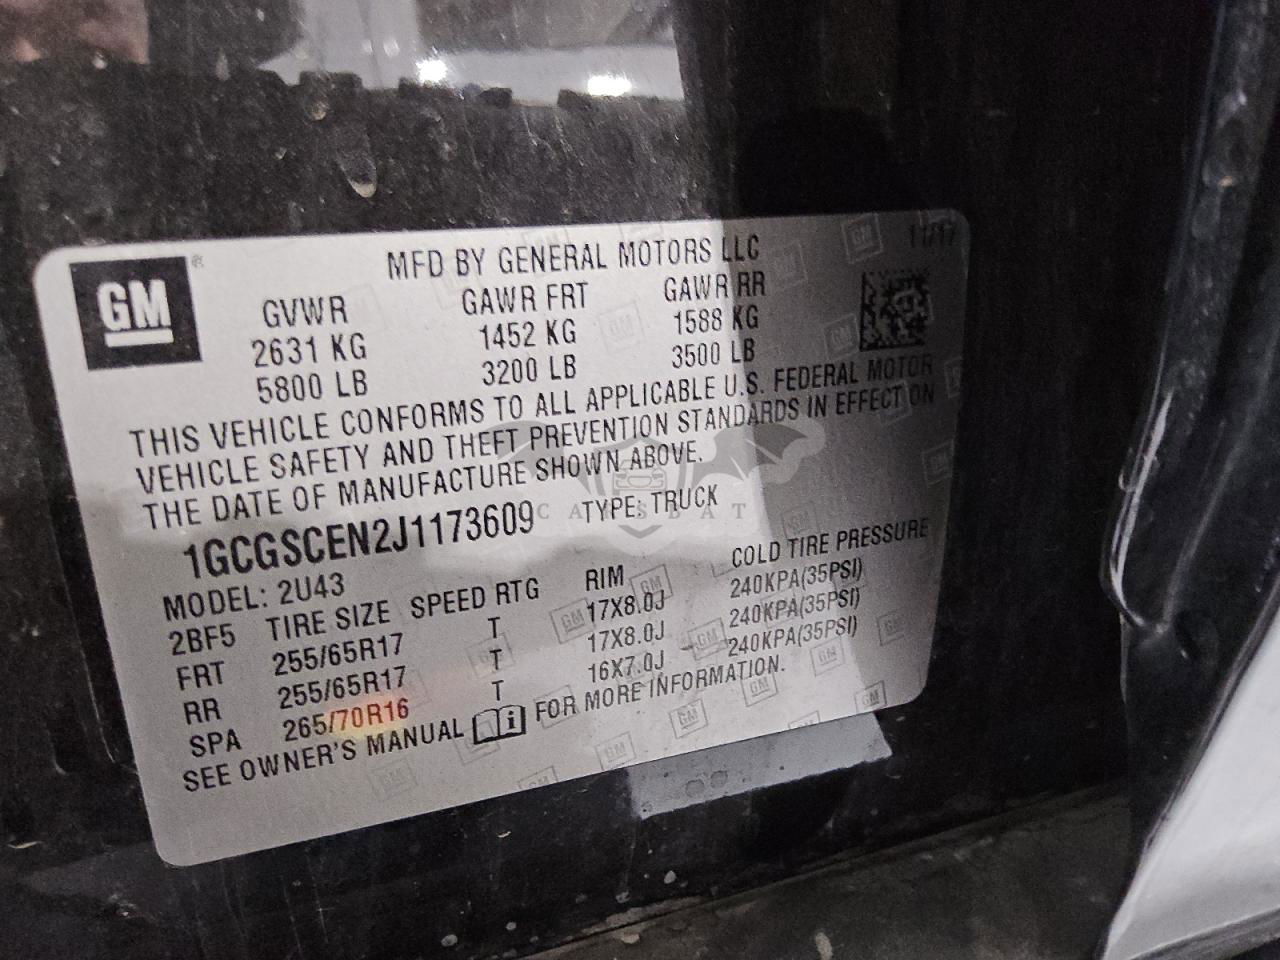 GM
MFD BY GENERAL MOTORS LLC
11/17
GVWR GAWR FRT GAWR RR
2631 KG 1452 KG 1588 KG
5800 LB 3200 LB 3500 LB
THIS VEHICLE CONFORMS TO ALL APPLICABLE U.S. FEDERAL MOTOR
VEHICLE SAFETY AND THEFT PREVENTION STANDARDS IN EFFECT ON
THE DATE OF MANUFACTURE SHOWN ABOVE.
1GCGSCEN2J1173609 TYPE: TRUCK
CARSBAT
MODEL: 2U43
2BF5 TIRE SIZE SPEED RTG RIM COLD TIRE PRESSURE
FRT 255/65R17 T 17X8.0J 240KPA(35PSI)
RR 255/65R17 T 17X8.0J 240KPA(35PSI)
SPA 265/70R16 T 16X7.0J 240KPA(35PSI)
SEE OWNER'S MANUAL FOR MORE INFORMATION.